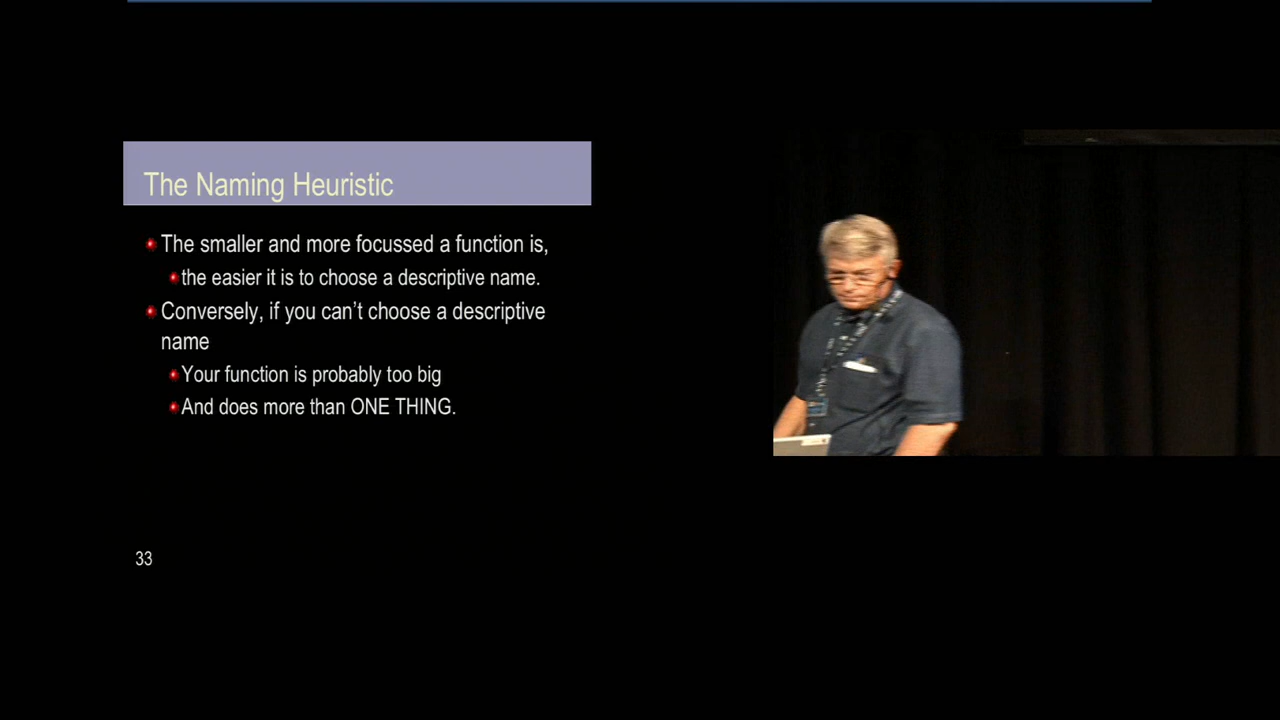 The Naming Heuristic
The smaller and more focussed a function is,
the easier it is to choose a descriptive name.
Conversely, if you can't choose a descriptive
name
Your function is probably too big
And does more than ONE THING.
33